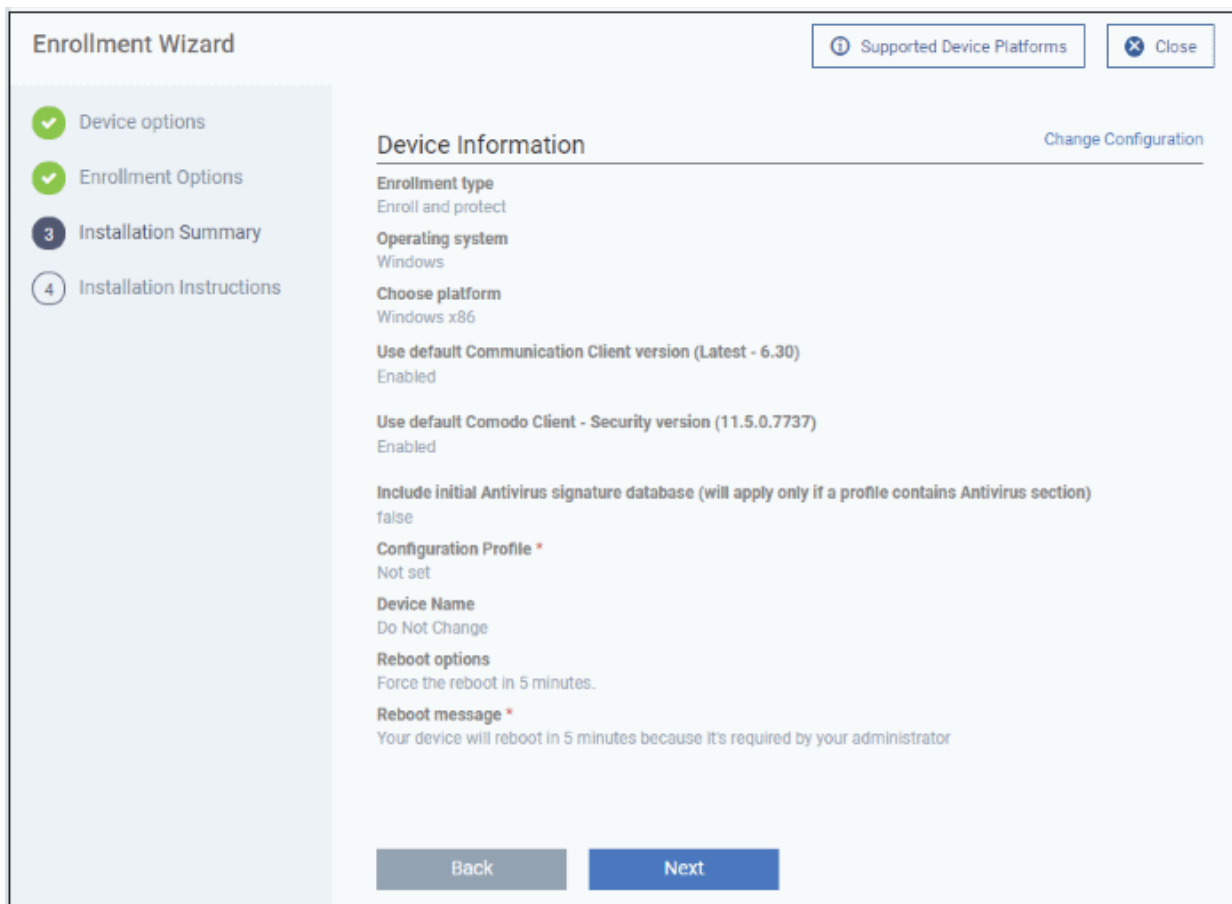 Enrollment Wizard
Supported Device Platforms
Close
Device options
Enrollment Options
3 Installation Summary
4 Installation Instructions
Device Information
Change Configuration
Enrollment type
Enroll and protect
Operating system
Windows
Choose platform
Windows x86
Use default Communication Client version (Latest - 6.30)
Enabled
Use default Comodo Client - Security version (11.5.0.7737)
Enabled
Include initial Antivirus signature database (will apply only if a profile contains Antivirus section)
false
Configuration Profile *
Not set
Device Name
Do Not Change
Reboot options
Force the reboot in 5 minutes.
Reboot message *
Your device will reboot in 5 minutes because it's required by your administrator
Back
Next